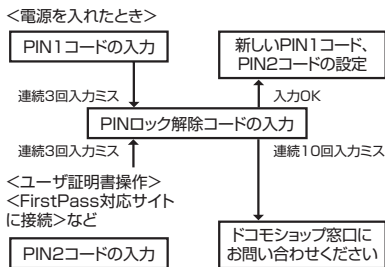 <電源を入れたとき>
PIN1コードの入力
新しいPIN1コード、
PIN2コードの設定
連続3回入力ミス
入力OK
PINロック解除コードの入力
連続3回入力ミス
連続10回入力ミス
<ユーザ証明書操作>
<FirstPass対応サイト
に接続>など
PIN2コードの入力
ドコモショップ窓口に
お問い合わせください